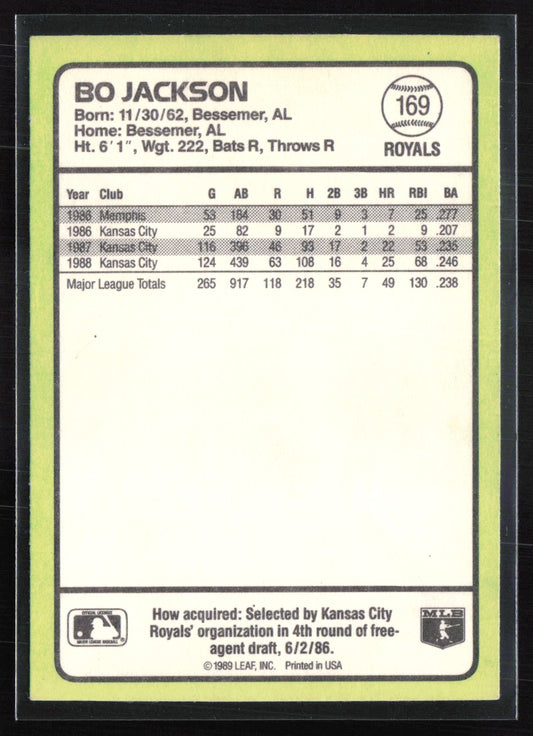 BO JACKSON
Born: 11/30/62, Bessemer, AL
Home: Bessemer, AL
Ht. 6'1", Wgt. 222, Bats R, Throws R
169
ROYALS
Year Club G AB R H 2B 3B HR RBI BA
1986 Memphis 53 184 30 51 9 3 7 25 .277
1986 Kansas City 25 82 9 17 2 1 2 9 .207
1987 Kansas City 116 396 46 93 17 2 22 53 .235
1988 Kansas City 124 439 63 108 16 4 25 68 .246
Major League Totals 265 917 118 218 35 7 49 130 .238
OFFICIAL LICENSEE
MAJOR LEAGUE BASEBALL
How acquired: Selected by Kansas City
Royals' organization in 4th round of free-
agent draft, 6/2/86.
© 1989 LEAF, INC. Printed in USA
MLB